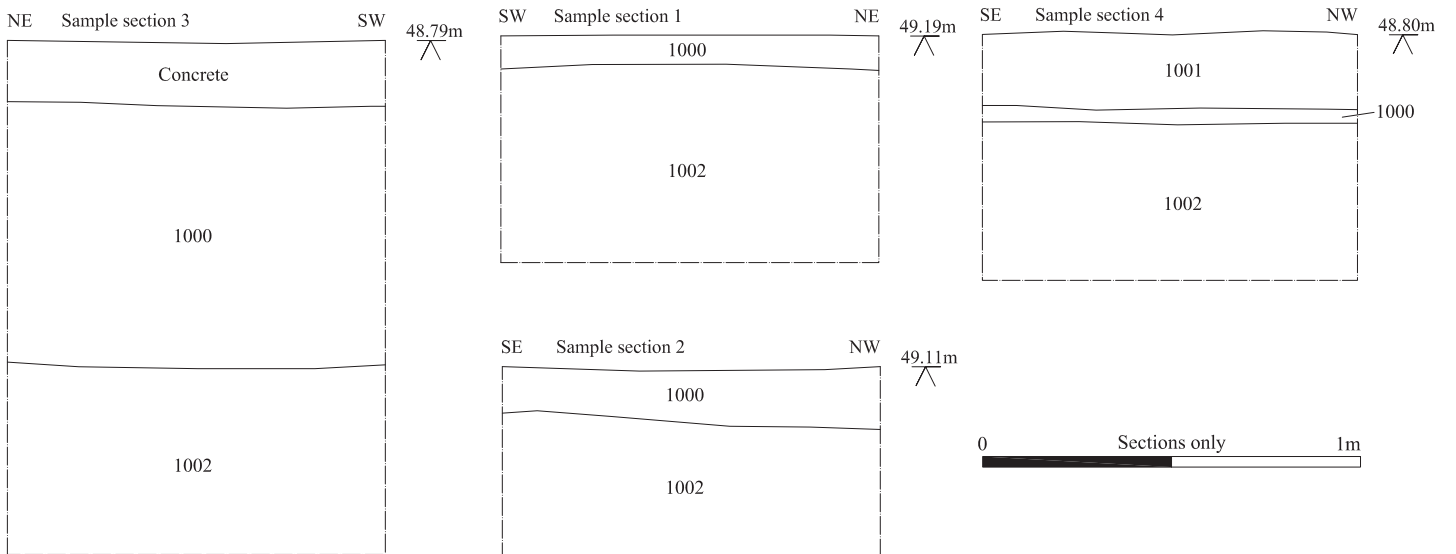 NE Sample section 3 SW
48.79m
Concrete
1000
1002
SW Sample section 1 NE
49.19m
1000
1002
SE Sample section 4 NW
48.80m
1001
1000
1002
SE Sample section 2 NW
49.11m
1000
1002
0 Sections only 1m